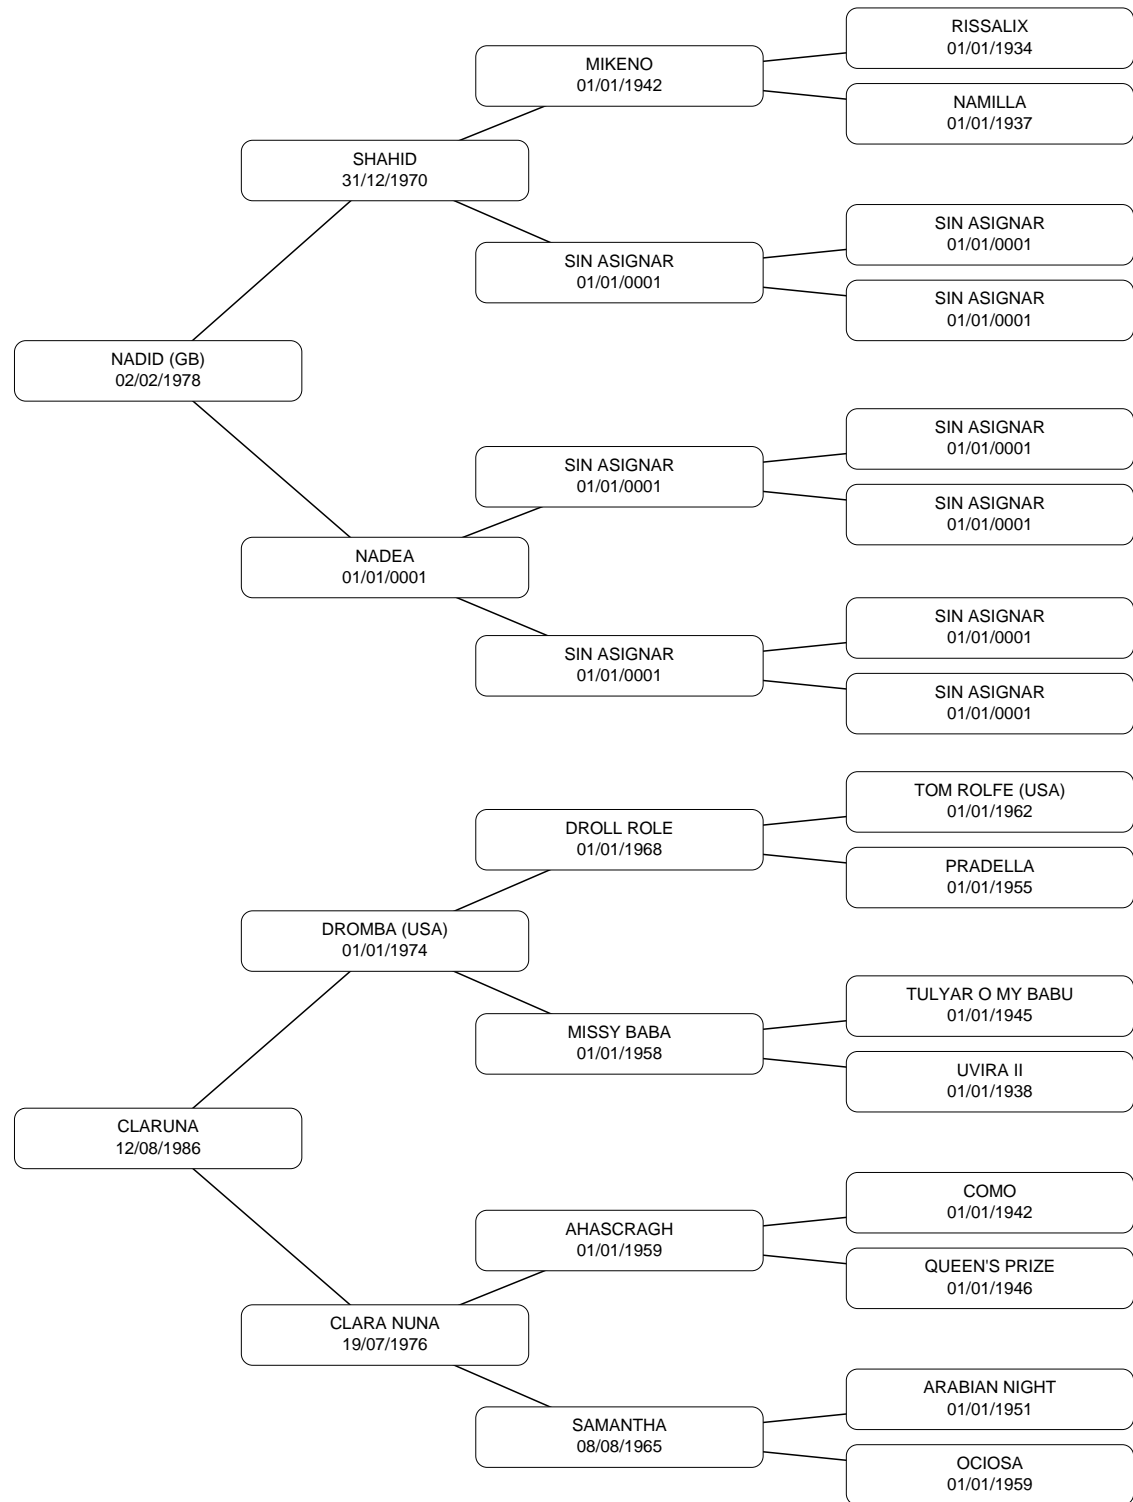 RISSALIX
01/01/1934
MIKENO
01/01/1942
NAMILLA
01/01/1937
SHAHID
31/12/1970
SIN ASIGNAR
01/01/0001
SIN ASIGNAR
01/01/0001
SIN ASIGNAR
01/01/0001
NADID (GB)
02/02/1978
SIN ASIGNAR
01/01/0001
SIN ASIGNAR
01/01/0001
SIN ASIGNAR
01/01/0001
NADEA
01/01/0001
SIN ASIGNAR
01/01/0001
SIN ASIGNAR
01/01/0001
SIN ASIGNAR
01/01/0001
TOM ROLFE (USA)
01/01/1962
DROLL ROLE
01/01/1968
PRADELLA
01/01/1955
DROMBA (USA)
01/01/1974
TULYAR O MY BABU
01/01/1945
MISSY BABA
01/01/1958
UVIRA II
01/01/1938
CLARUNA
12/08/1986
COMO
01/01/1942
AHASCRAGH
01/01/1959
QUEEN'S PRIZE
01/01/1946
CLARA NUNA
19/07/1976
ARABIAN NIGHT
01/01/1951
SAMANTHA
08/08/1965
OCIOSA
01/01/1959